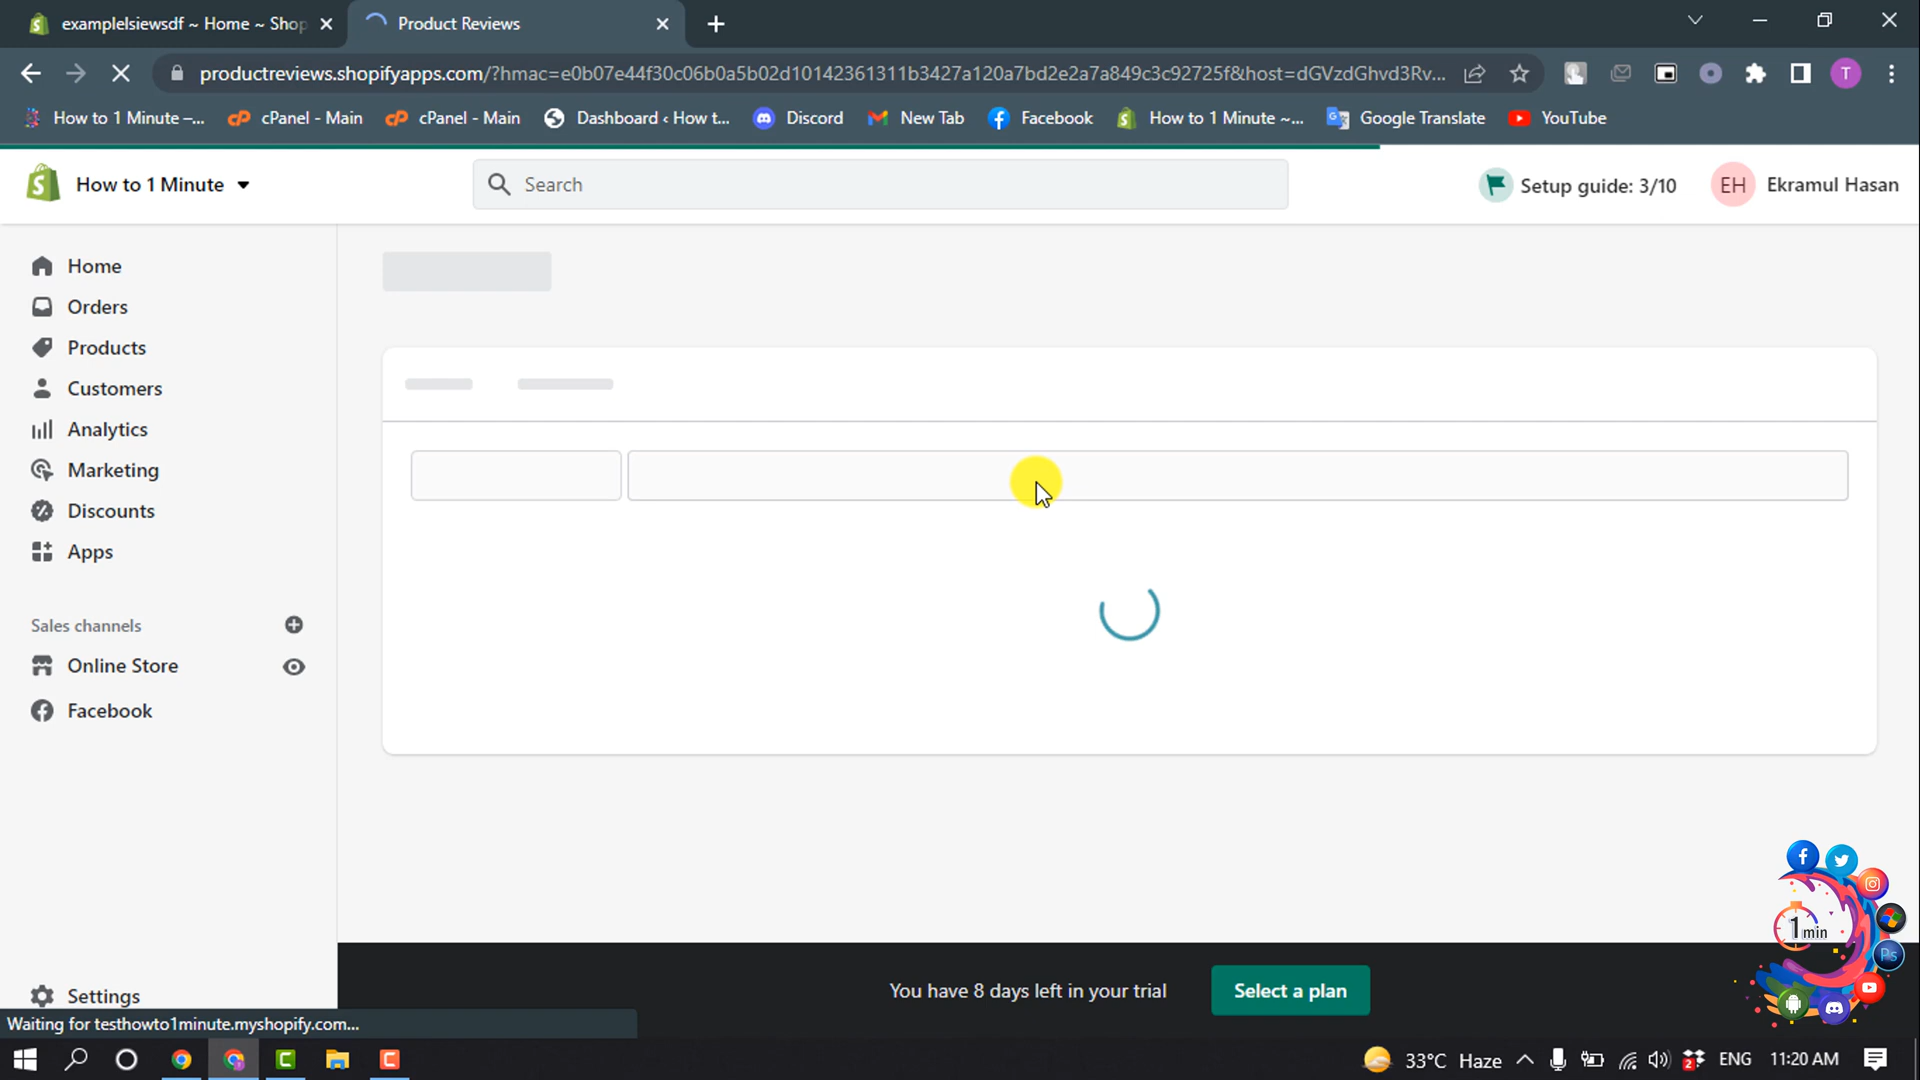 examplelsiewsdf ~ Home ~ Shop
Product Reviews
productreviews.shopifyapps.com/?hmac=e0b07e44f30c06b0a5b02d10142361311b3427a120a7bd2e2a7a849c3c92725f&host=dGVzdGhvd3Rv...
T
How to 1 Minute –...
cPanel - Main
cPanel - Main
Dashboard ‹ How t...
Discord
New Tab
Facebook
How to 1 Minute ~...
Google Translate
YouTube
How to 1 Minute
Search
Setup guide: 3/10
EH
Ekramul Hasan
Home
Orders
Products
Customers
Analytics
Marketing
Discounts
Apps
Sales channels
Online Store
Facebook
Settings
You have 8 days left in your trial
Select a plan
1 min
Ps
Waiting for testhowto1minute.myshopify.com...
33°C Haze
2
ENG
11:20 AM